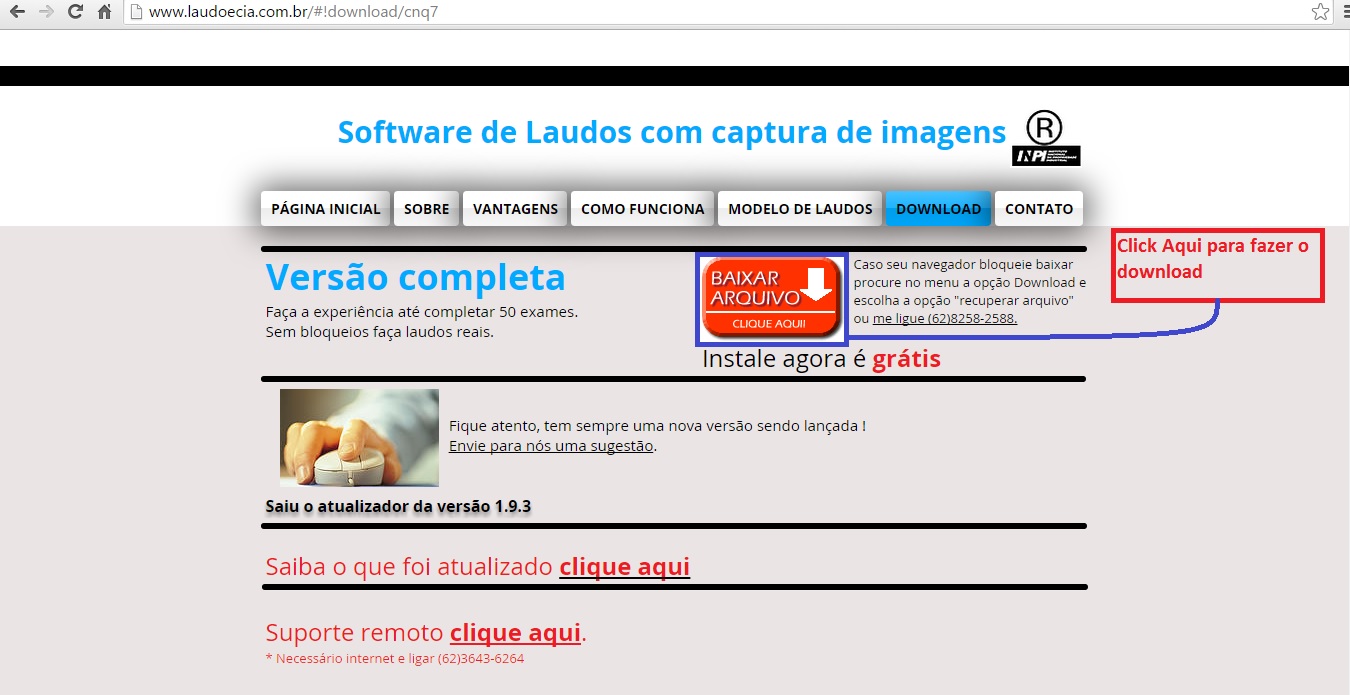 www.laudoecia.com.br/#!download/cnq7
Software de Laudos com captura de imagens
R
INPI
PÁGINA INICIAL
SOBRE
VANTAGENS
COMO FUNCIONA
MODELO DE LAUDOS
DOWNLOAD
CONTATO
Versão completa
Faça a experiência até completar 50 exames.
Sem bloqueios faça laudos reais.
BAIXAR
ARQUIVO
CLIQUE AQUI!
Caso seu navegador bloqueie baixar
procure no menu a opção Download e
escolha a opção "recuperar arquivo"
ou me ligue (62)8258-2588.
Click Aqui para fazer o
download
Instale agora é grátis
Fique atento, tem sempre uma nova versão sendo lançada !
Envie para nós uma sugestão.
Saiu o atualizador da versão 1.9.3
Saiba o que foi atualizado clique aqui
Suporte remoto clique aqui.
* Necessário internet e ligar (62)3643-6264